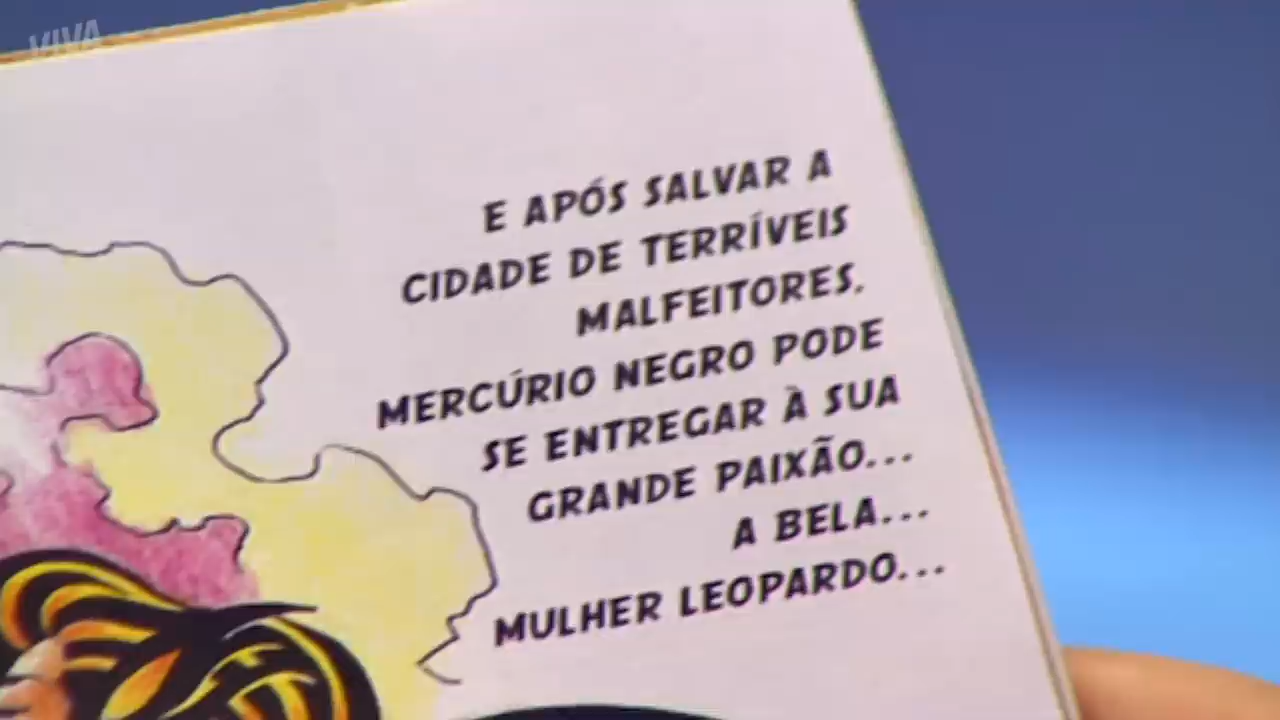 VIVA
E APÓS SALVAR A
CIDADE DE TERRÍVEIS
MALFEITORES,
MERCÚRIO NEGRO PODE
SE ENTREGAR À SUA
GRANDE PAIXÃO...
A BELA...
MULHER LEOPARDO...